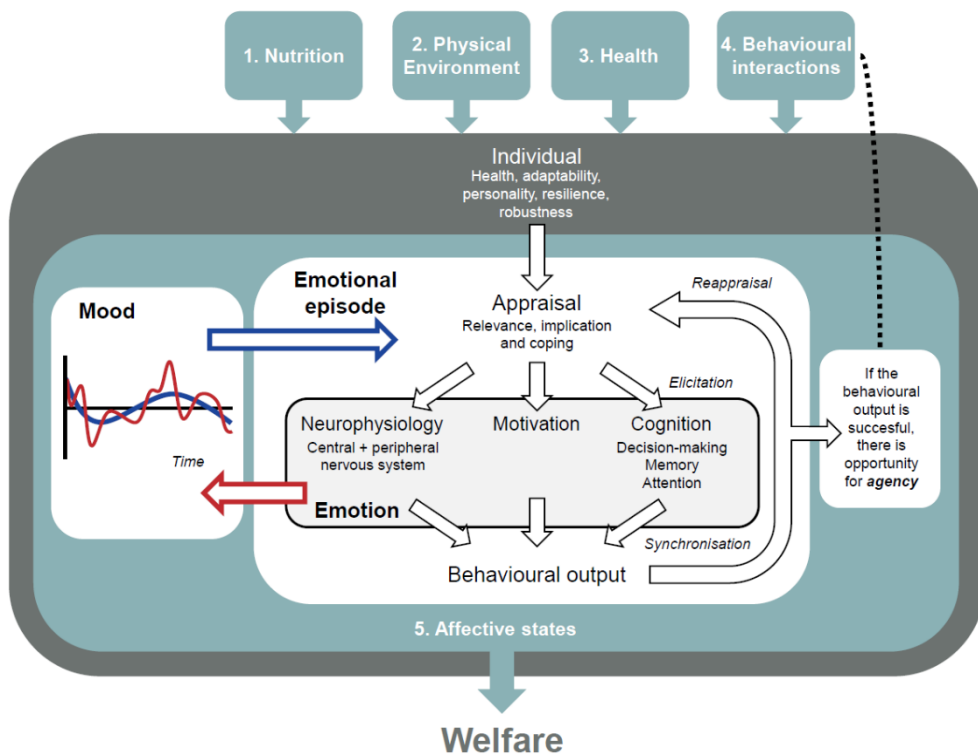 1. Nutrition
2. Physical
Environment
3. Health
4. Behavioural
interactions
Individual
Health, adaptability,
personality, resilience,
robustness
Mood
Time
Emotional
episode
Appraisal
Relevance, implication
and coping
Reappraisal
Elicitation
Neurophysiology
Central + peripheral
nervous system
Motivation
Cognition
Decision-making
Memory
Attention
Emotion
Synchronisation
Behavioural output
If the
behavioural
output is
succesful,
there is
opportunity
for agency
5. Affective states
Welfare